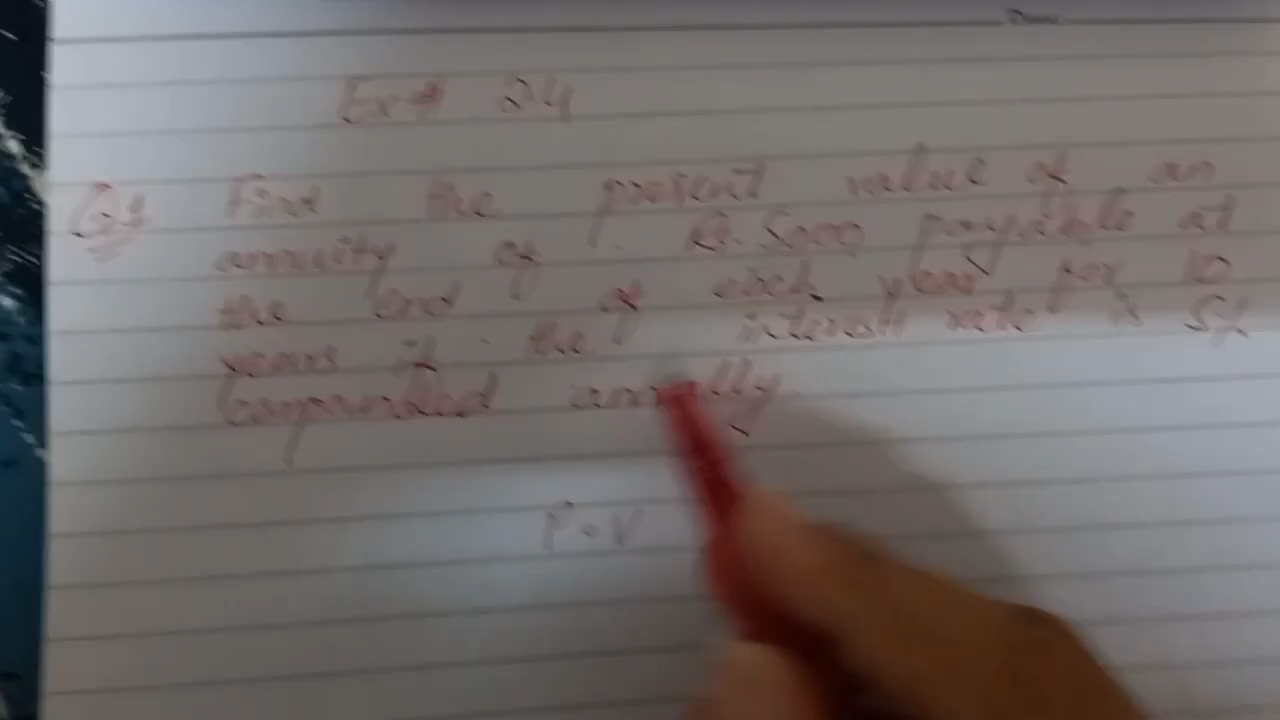 Ex# 24
Q1 Find the present value of an
annuity of Rs. 5000 payable at
the end of each year for 10
years if the interest rate is 5%
compounded annually.
P.V